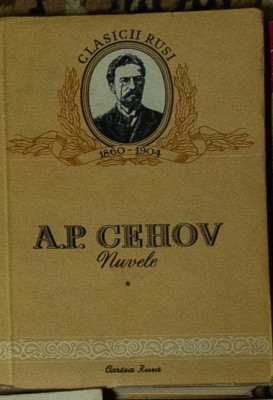 CLASICII RUSI
1860-1904
A.P. CEHOV
Nuvele
*
Cartea Rusă